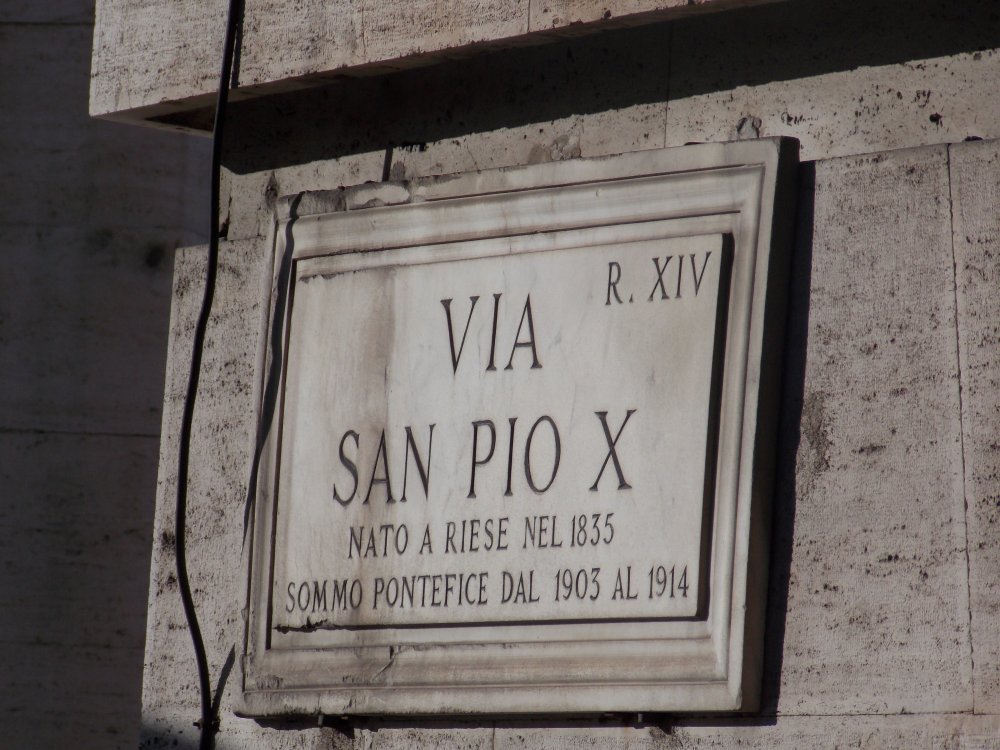 R. XIV
VIA
SAN PIO X
NATO A RIESE NEL 1835
SOMMO PONTEFICE DAL 1903 AL 1914